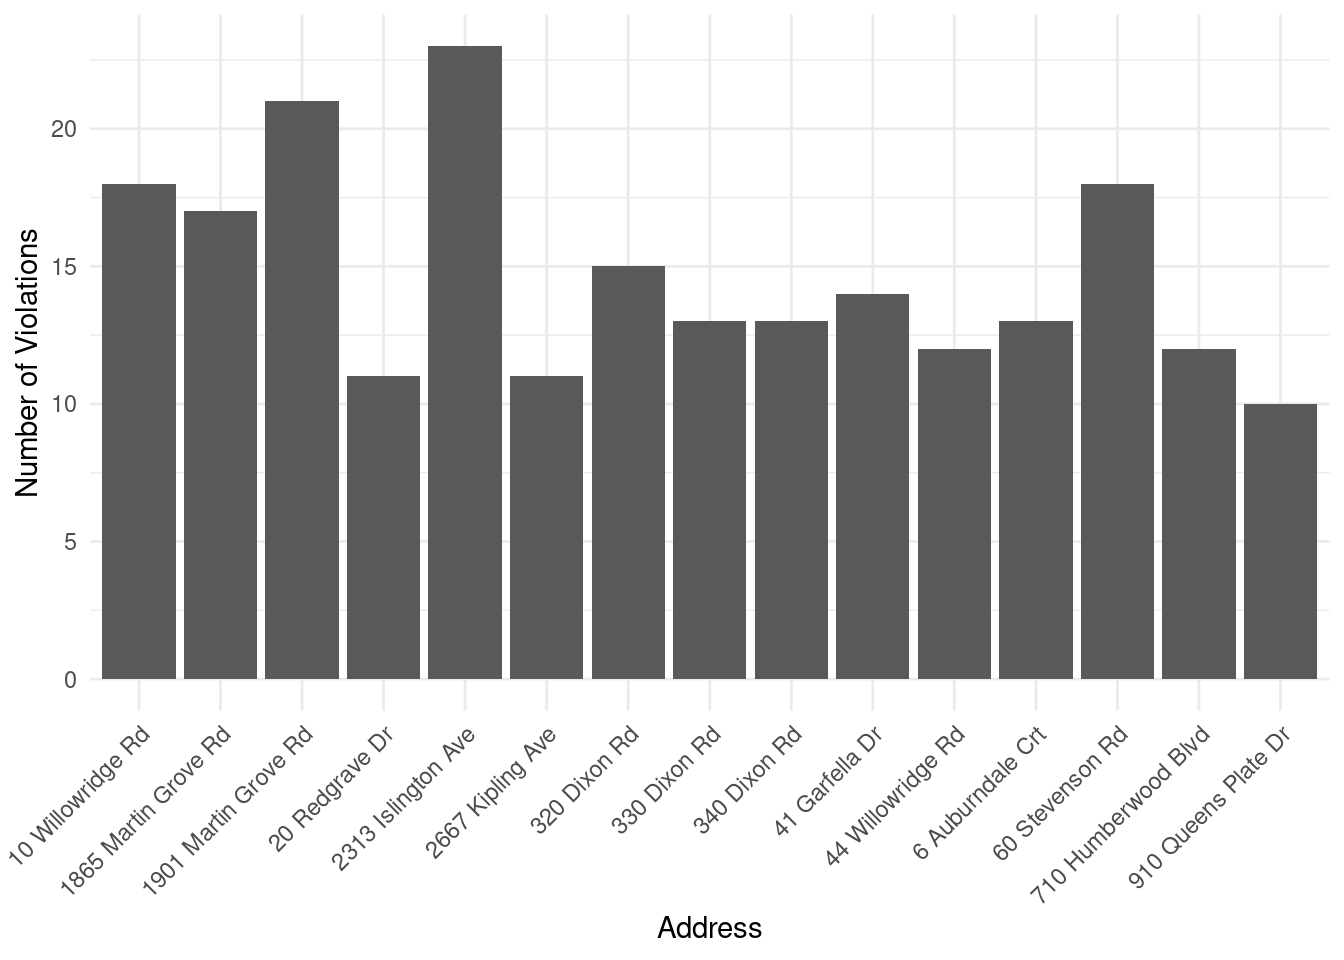 Number of Violations
20
15
10
5
0
10 Willowridge Rd
1865 Martin Grove Rd
1901 Martin Grove Rd
20 Redgrave Dr
2313 Islington Ave
2667 Kipling Ave
320 Dixon Rd
330 Dixon Rd
340 Dixon Rd
41 Garfella Dr
44 Willowridge Rd
6 Auburndale Crt
60 Stevenson Rd
710 Humberwood Blvd
910 Queens Plate Dr
Address